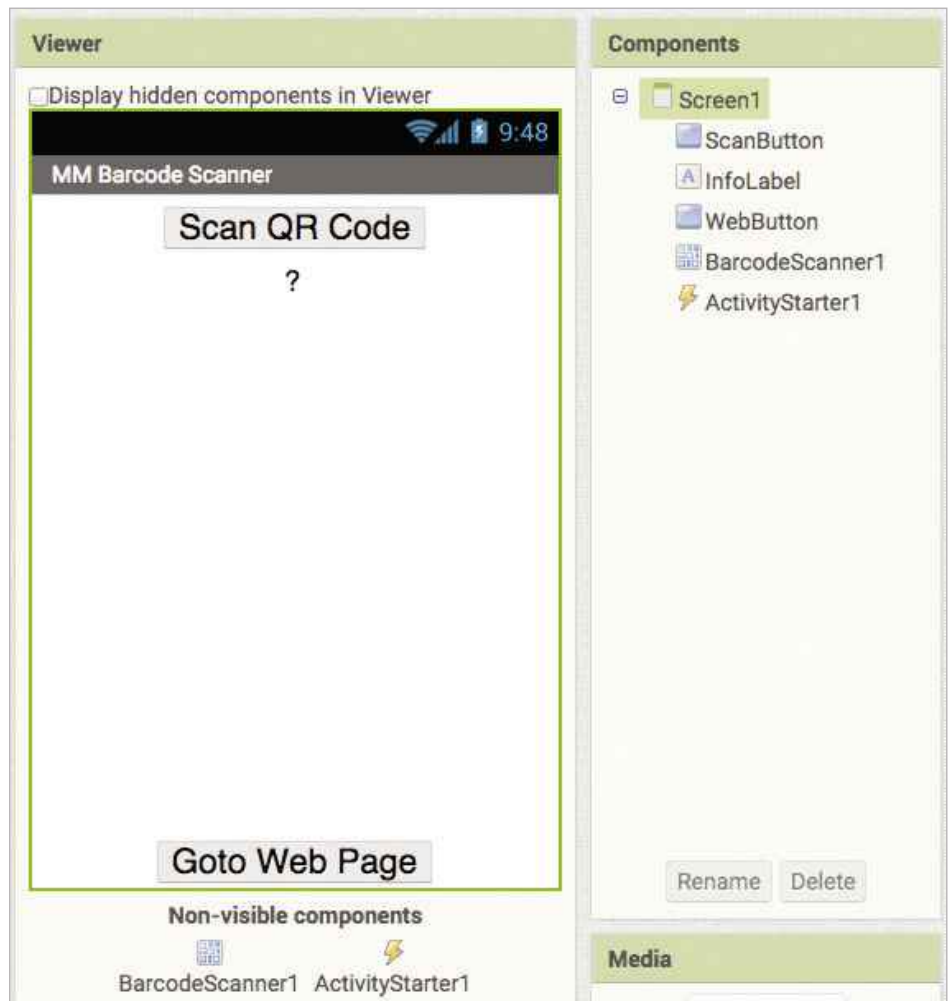 Viewer
Display hidden components in Viewer
9:48
MM Barcode Scanner
Scan QR Code
?
Goto Web Page
Non-visible components
BarcodeScanner1 ActivityStarter1
Components
Screen1
ScanButton
A InfoLabel
WebButton
BarcodeScanner1
ActivityStarter1
Rename Delete
Media